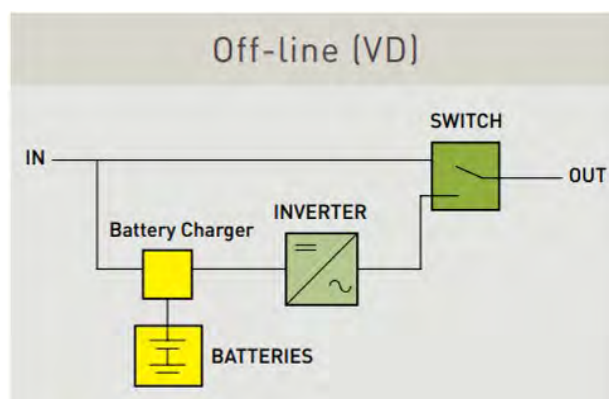 Off-line (VD)
SWITCH
IN
OUT
INVERTER
Battery Charger
BATTERIES